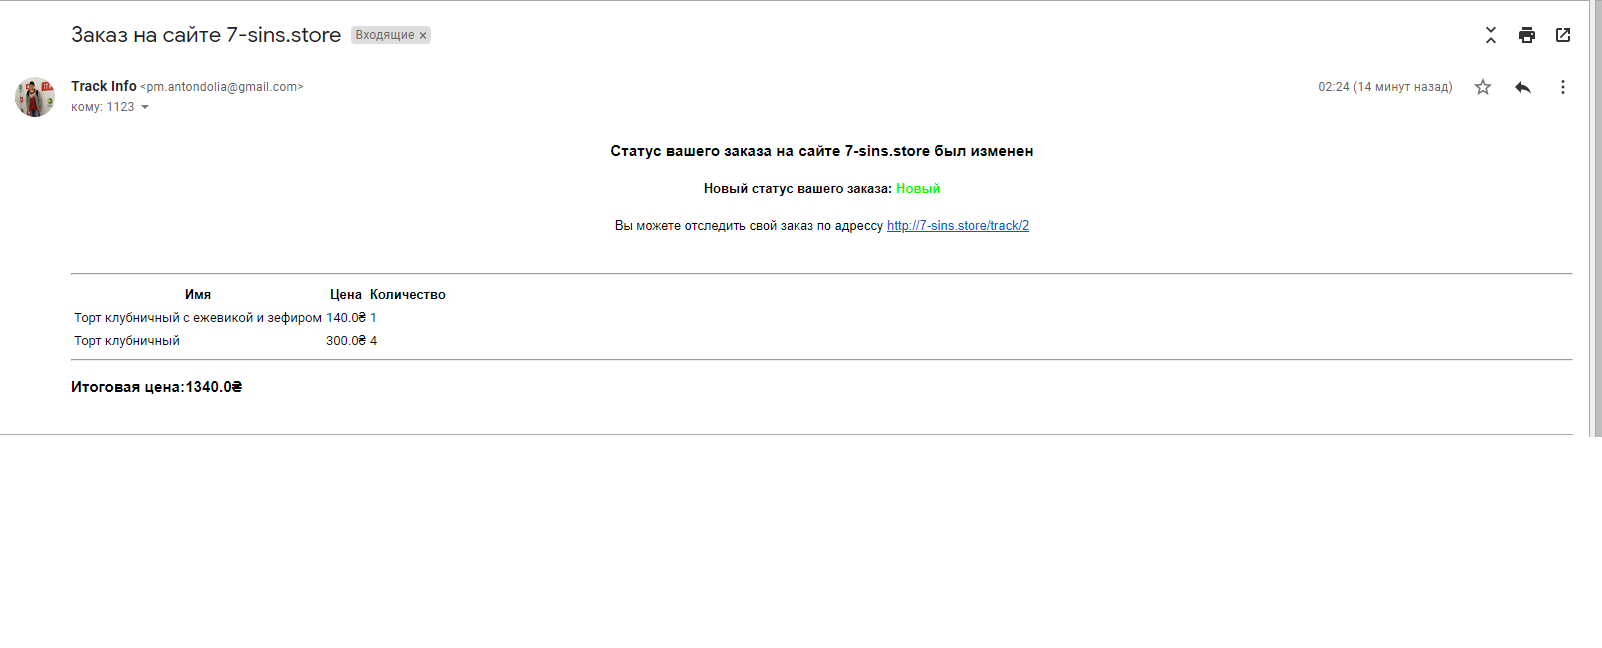 Заказ на сайте 7-sins.store Входящие ×
Track Info <pm.antondolia@gmail.com> 02:24 (14 минут назад)
кому: 1123
Статус вашего заказа на сайте 7-sins.store был изменен
Новый статус вашего заказа: Новый
Вы можете отследить свой заказ по адрессу http://7-sins.store/track/2
Имя Цена Количество
Торт клубничный с ежевикой и зефиром 140.0₴ 1
Торт клубничный 300.0₴ 4
Итоговая цена:1340.0₴